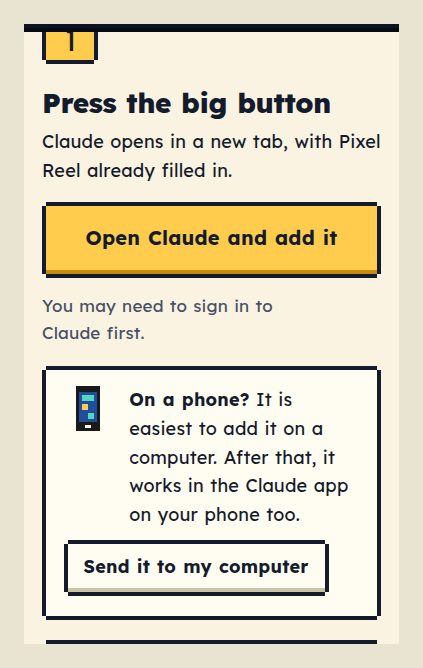 1
Press the big button
Claude opens in a new tab, with Pixel
Reel already filled in.
Open Claude and add it
You may need to sign in to
Claude first.
On a phone? It is
easiest to add it on a
computer. After that, it
works in the Claude app
on your phone too.
Send it to my computer